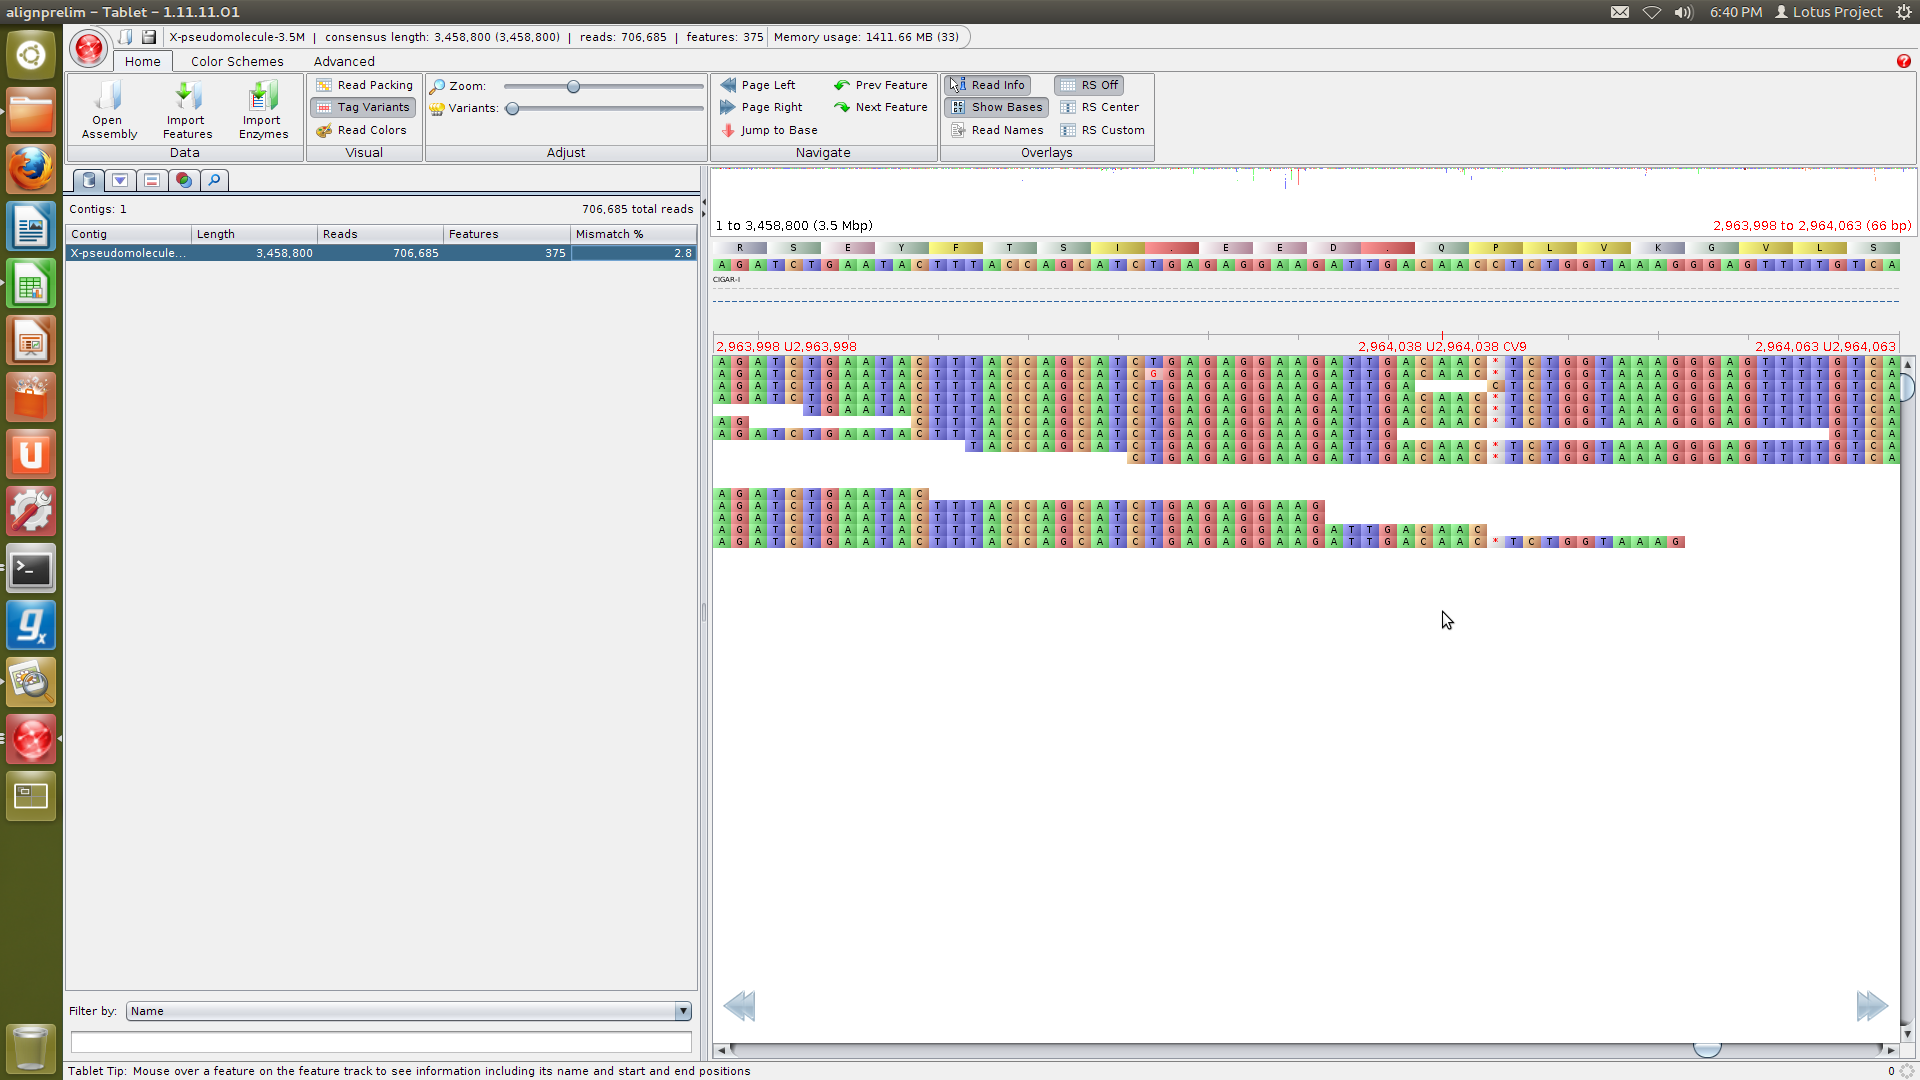 alignprelim – Tablet – 1.11.11.01
6:40 PM Lotus Project
X-pseudomolecule-3.5M | consensus length: 3,458,800 (3,458,800) | reads: 706,685 | features: 375 Memory usage: 1411.66 MB (33)
Home Color Schemes Advanced
Open Assembly
Import Features
Import Enzymes
Data
Read Packing
Tag Variants
Read Colors
Visual
Zoom:
Variants:
Adjust
Page Left Prev Feature
Page Right Next Feature
Jump to Base
Navigate
Read Info RS Off
Show Bases RS Center
Read Names RS Custom
Overlays
Contigs: 1 706,685 total reads
Contig Length Reads Features Mismatch %
X-pseudomolecule... 3,458,800 706,685 375 2.8
Filter by: Name
1 to 3,458,800 (3.5 Mbp) 2,963,998 to 2,964,063 (66 bp)
R S E Y F T S I . E E D . Q P L V K G V L S
A G A T C T G A A T A C T T T A C C A G C A T C T G A G A G G A A G A T T G A C A A C C T C T G G T A A A G G G A G T T T T G T C A
CIGAR-I
2,963,998 U2,963,998 2,964,038 U2,964,038 CV9 2,964,063 U2,964,063
A G A T C T G A A T A C T T T A C C A G C A T C T G A G A G G A A G A T T G A C A A C * T C T G G T A A A G G G A G T T T T G T C A
A G A T C T G A A T A C T T T A C C A G C A T C G G A G A G G A A G A T T G A C A A C * T C T G G T A A A G G G A G T T T T G T C A
A G A T C T G A A T A C T T T A C C A G C A T C T G A G A G G A A G A T T G A C T C T G G T A A A G G G A G T T T T G T C A
A G A T C T G A A T A C T T T A C C A G C A T C T G A G A G G A A G A T T G A C A A C * T C T G G T A A A G G G A G T T T T G T C A
T G A A T A C T T T A C C A G C A T C T G A G A G G A A G A T T G A C A A C * T C T G G T A A A G G G A G T T T T G T C A
A G C T T T A C C A G C A T C T G A G A G G A A G A T T G A C A A C * T C T G G T A A A G G G A G T T T T G T C A
A G A T C T G A A T A C T T T A C C A G C A T C T G A G A G G A A G A T T G G T C A
T A C C A G C A T C T G A G A G G A A G A T T G A C A A C * T C T G G T A A A G G G A G T T T T G T C A
C T G A G A G G A A G A T T G A C A A C * T C T G G T A A A G G G A G T T T T G T C A
A G A T C T G A A T A C
A G A T C T G A A T A C T T T A C C A G C A T C T G A G A G G A A G
A G A T C T G A A T A C T T T A C C A G C A T C T G A G A G G A A G
A G A T C T G A A T A C T T T A C C A G C A T C T G A G A G G A A G A T T G A C A A C
A G A T C T G A A T A C T T T A C C A G C A T C T G A G A G G A A G A T T G A C A A C * T C T G G T A A A G
Tablet Tip: Mouse over a feature on the feature track to see information including its name and start and end positions 0